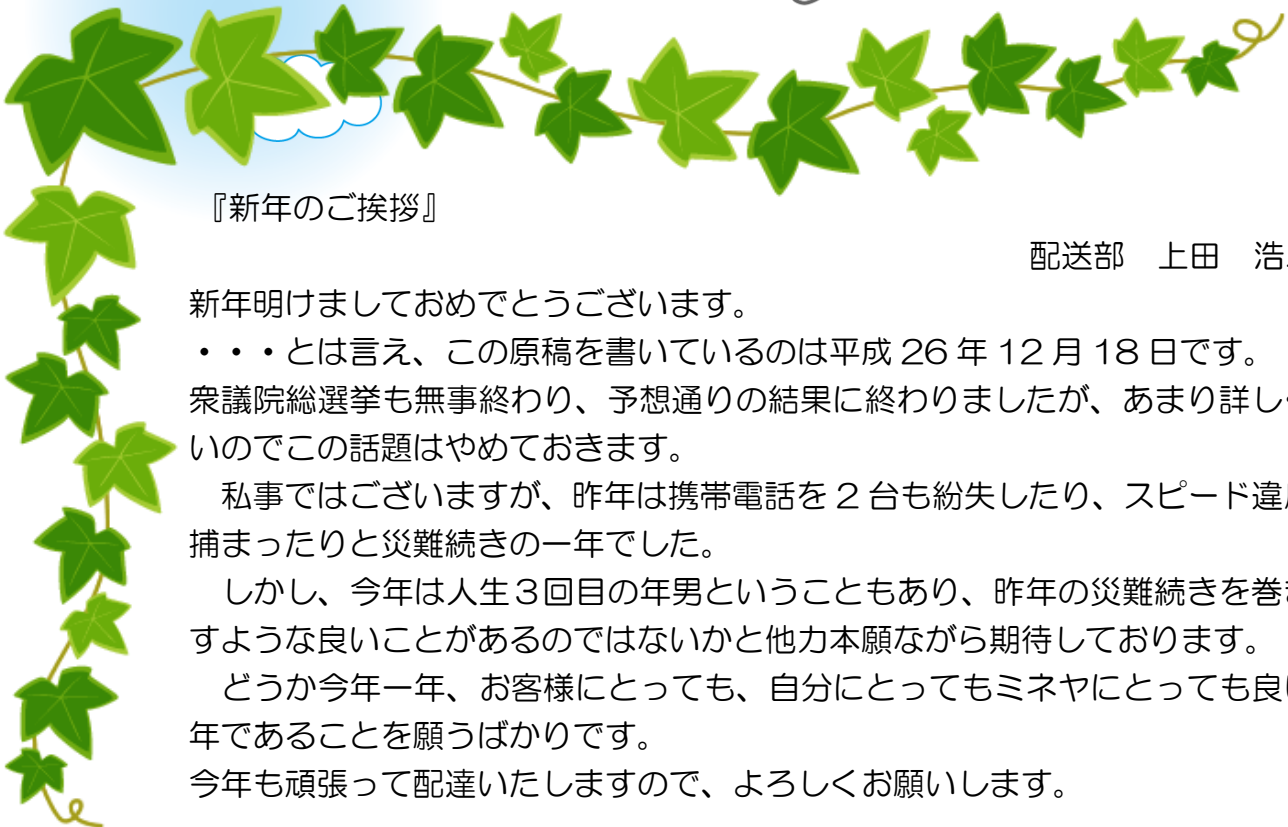 『新年のご挨拶』
配送部 上田 浩
新年明けましておめでとうございます。
・・・とは言え、この原稿を書いているのは平成 26 年 12 月 18 日です。
衆議院総選挙も無事終わり、予想通りの結果に終わりましたが、あまり詳し
いのでこの話題はやめておきます。
私事ではございますが、昨年は携帯電話を 2 台も紛失したり、スピード違
捕まったりと災難続きの一年でした。
しかし、今年は人生3回目の年男ということもあり、昨年の災難続きを巻
すような良いことがあるのではないかと他力本願ながら期待しております。
どうか今年一年、お客様にとっても、自分にとってもミネヤにとっても良
年であることを願うばかりです。
今年も頑張って配達いたしますので、よろしくお願いします。